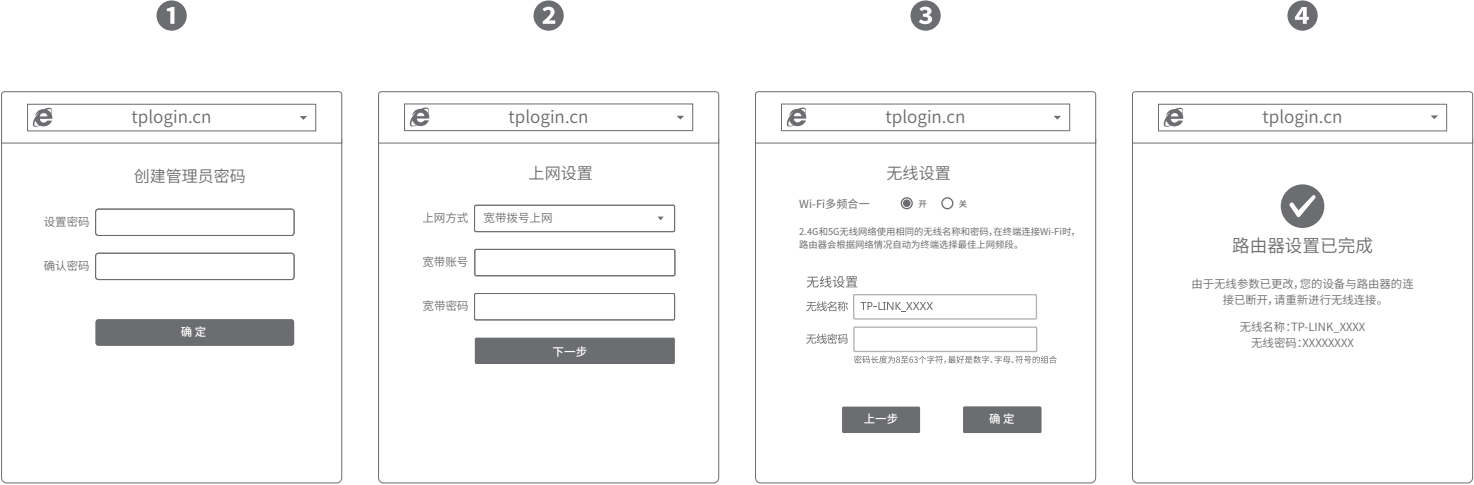 1
tplogin.cn
创建管理员密码
设置密码
确认密码
确定
2
tplogin.cn
上网设置
上网方式 宽带拨号上网
宽带账号
宽带密码
下一步
3
tplogin.cn
无线设置
Wi-Fi多频合一 开 关
2.4G和5G无线网络使用相同的无线名称和密码,在终端连接Wi-Fi时,
路由器会根据网络情况自动为终端选择最佳上网频段。
无线设置
无线名称 TP-LINK_XXXX
无线密码
密码长度为8至63个字符,最好是数字、字母、符号的组合
上一步 确定
4
tplogin.cn
路由器设置已完成
由于无线参数已更改,您的设备与路由器的连
接已断开,请重新进行无线连接。
无线名称:TP-LINK_XXXX
无线密码:XXXXXXXX